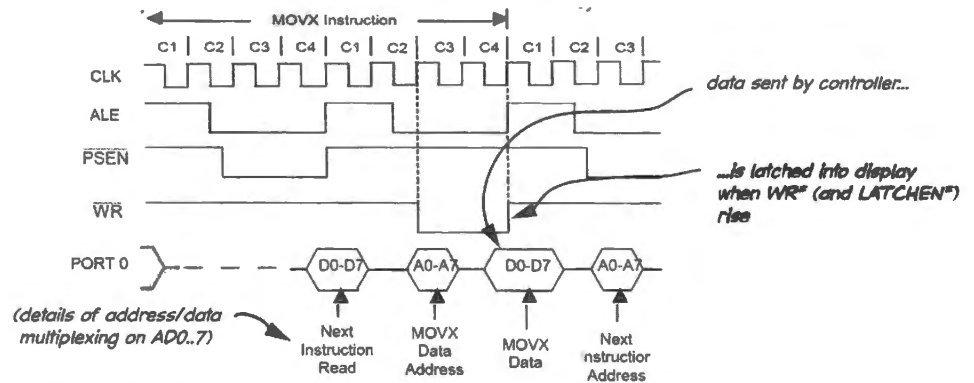 MOVX Instruction
C1 C2 C3 C4 C1 C2 C3 C4 C1 C2 C3
CLK
ALE
PSEN
WR
PORT 0
D0-D7 A0-A7 D0-D7 A0-A7
data sent by controller...
...is latched into display
when WR# (and LATCHEN#)
rise
(details of address/data
multiplexing on AD0..7)
Next
Instruction
Read
MOVX
Data
Address
MOVX
Data
Next
nstructior
Address